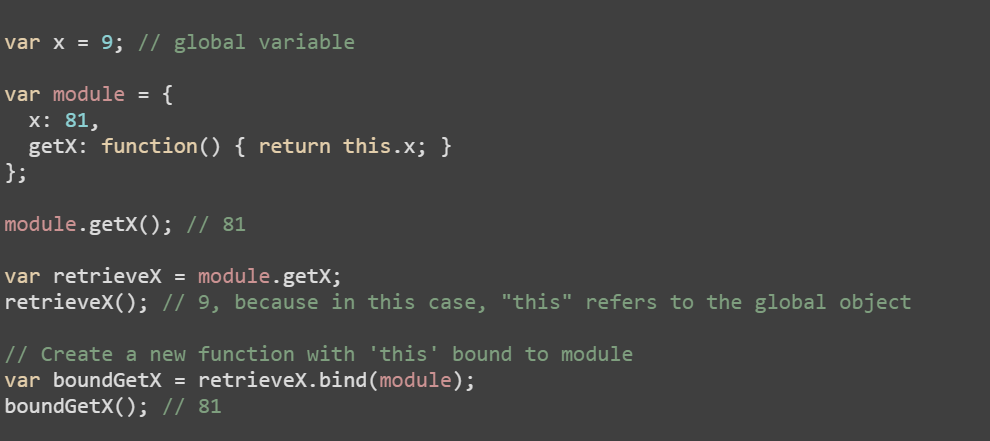 var x = 9; // global variable
var module = {
  x: 81,
  getX: function() { return this.x; }
};
module.getX(); // 81
var retrieveX = module.getX;
retrieveX(); // 9, because in this case, "this" refers to the global object
// Create a new function with 'this' bound to module
var boundGetX = retrieveX.bind(module);
boundGetX(); // 81